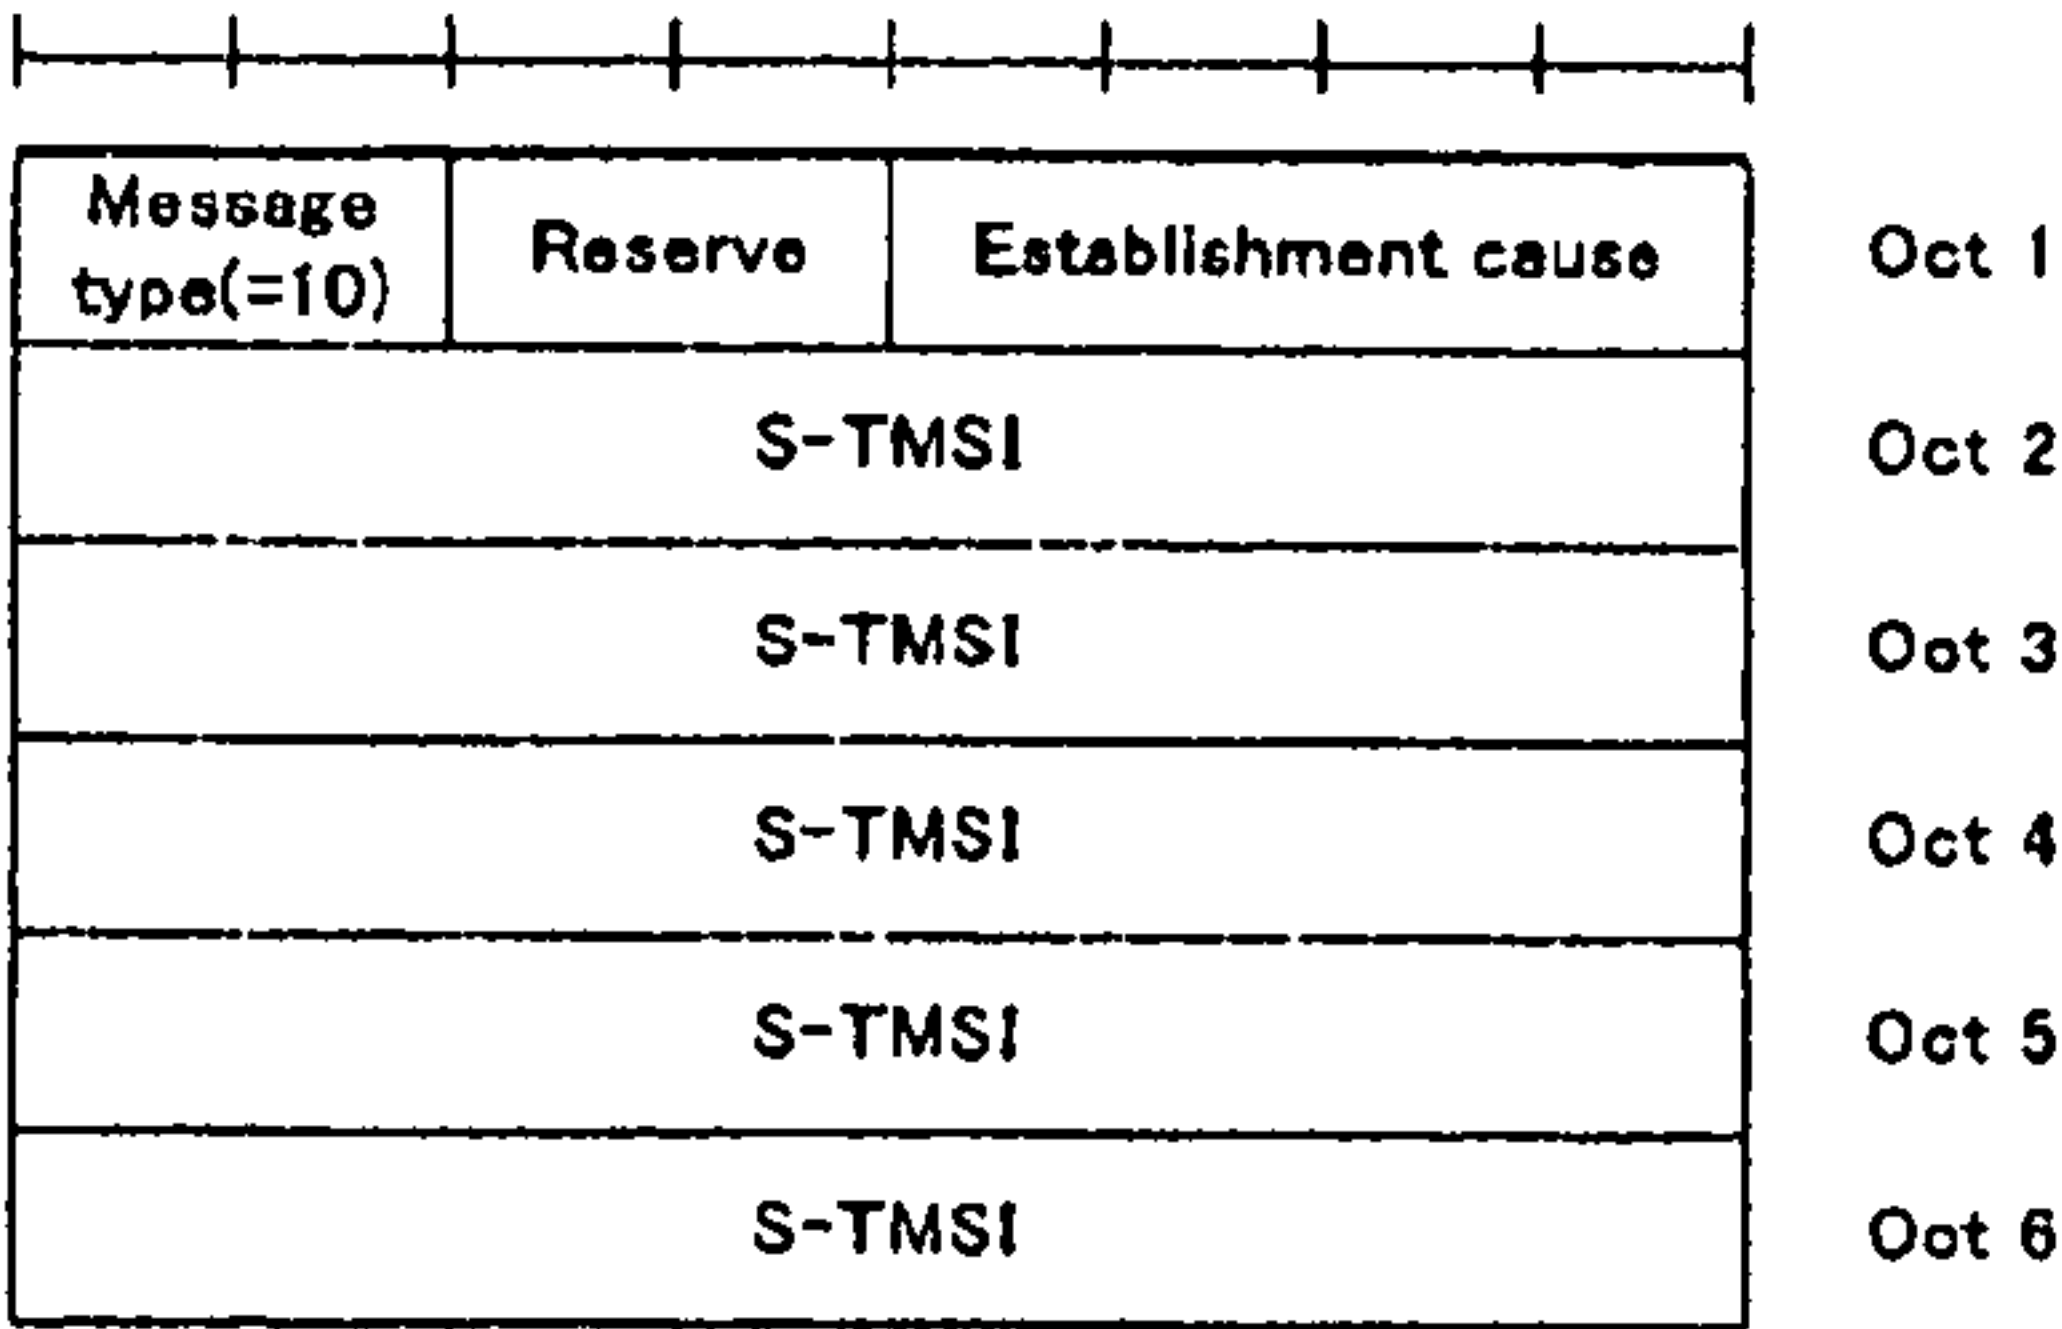 Message
type(=10)
Reserve
Establishment cause
Oct 1
S-TMSI
Oct 2
S-TMSI
Oct 3
S-TMSI
Oct 4
S-TMSI
Oct 5
S-TMSI
Oct 6